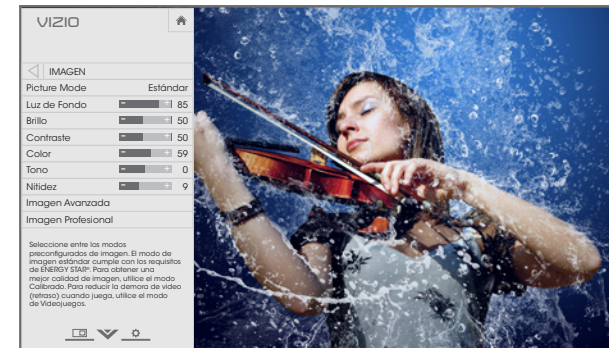 VIZIO
IMAGEN
Picture Mode Estándar
Luz de Fondo 85
Brillo 50
Contraste 50
Color 59
Tono 0
Nitidez 9
Imagen Avanzada
Imagen Profesional
Seleccione entre los modos
preconfigurados de imagen. El modo de
imagen estándar cumple con los requisitos
de ENERGY STAR®. Para obtener una
mejor calidad de imagen, utilice el modo
Calibrado. Para reducir la demora de video
(retraso) cuando juega, utilice el modo
de Videojuegos.